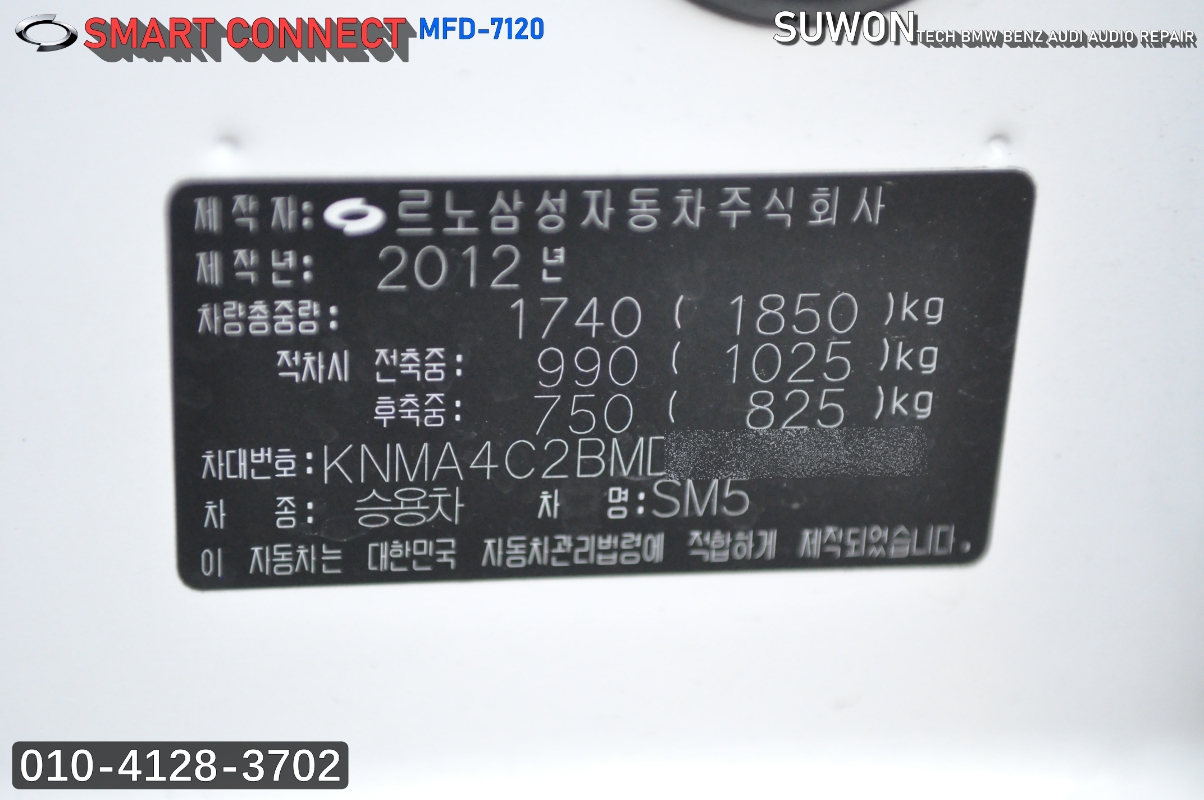 SMART CONNECT MFD-7120
SUWON TECH BMW BENZ AUDI AUDIO REPAIR
제 작 자: 르노삼성자동차주식회사
제 작 년: 2012 년
차량총중량: 1740 ( 1850 )kg
적차시 전축중: 990 ( 1025 )kg
후축중: 750 ( 825 )kg
차대번호:KNMA4C2BMD
차 종: 승용차 차 명:SM5
이 자동차는 대한민국 자동차관리법령에 적합하게 제작되었습니다.
010-4128-3702